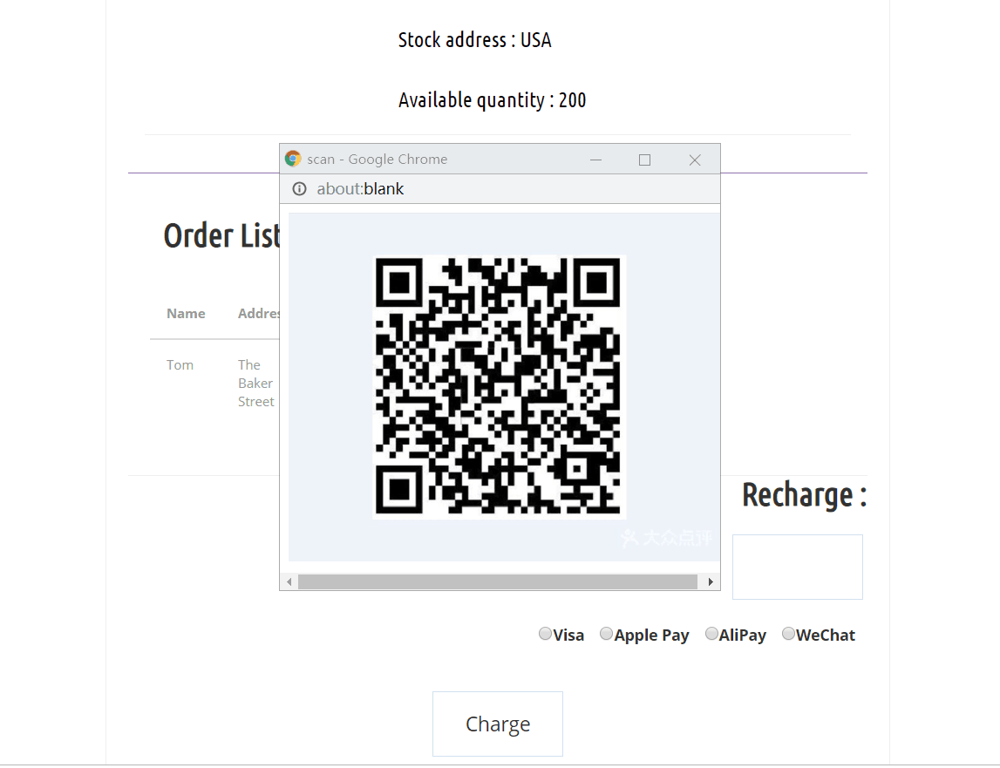 Stock address : USA
Available quantity : 200
scan - Google Chrome
about:blank
Order List
Name Addres
Tom The
Baker
Street
大众点评
Recharge :
Visa Apple Pay AliPay WeChat
Charge